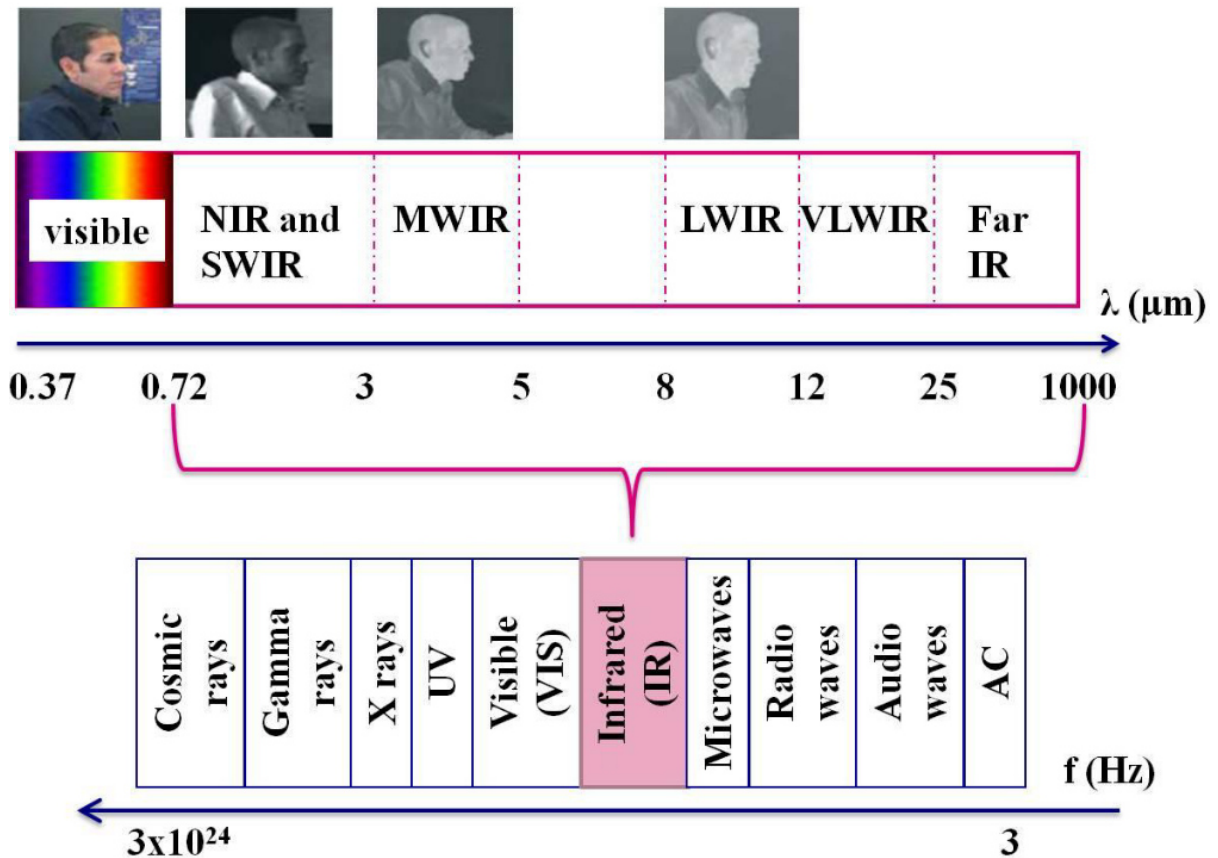 visible
NIR and
SWIR
MWIR
LWIR
VLWIR
Far
IR
λ (μm)
0.37 0.72 3 5 8 12 25 1000
Cosmic
rays
Gamma
rays
X rays
UV
Visible
(VIS)
Infrared
(IR)
Microwaves
Radio
waves
Audio
waves
AC
f (Hz)
3x10²⁴ 3